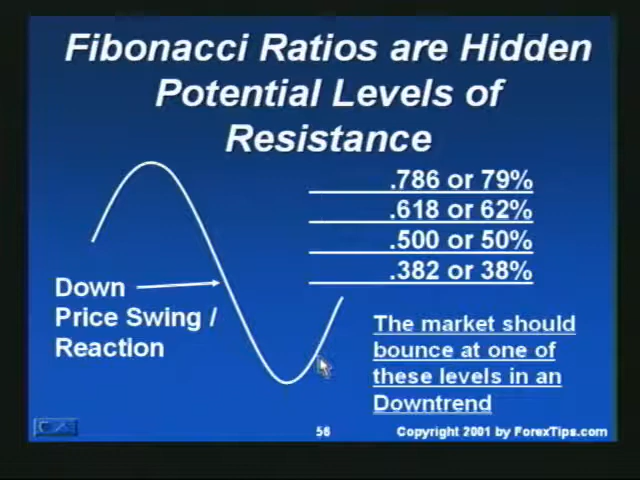 Fibonacci Ratios are Hidden
Potential Levels of
Resistance
.786 or 79%
.618 or 62%
.500 or 50%
.382 or 38%
Down
Price Swing /
Reaction
The market should
bounce at one of
these levels in an
Downtrend
56
Copyright 2001 by ForexTips.com